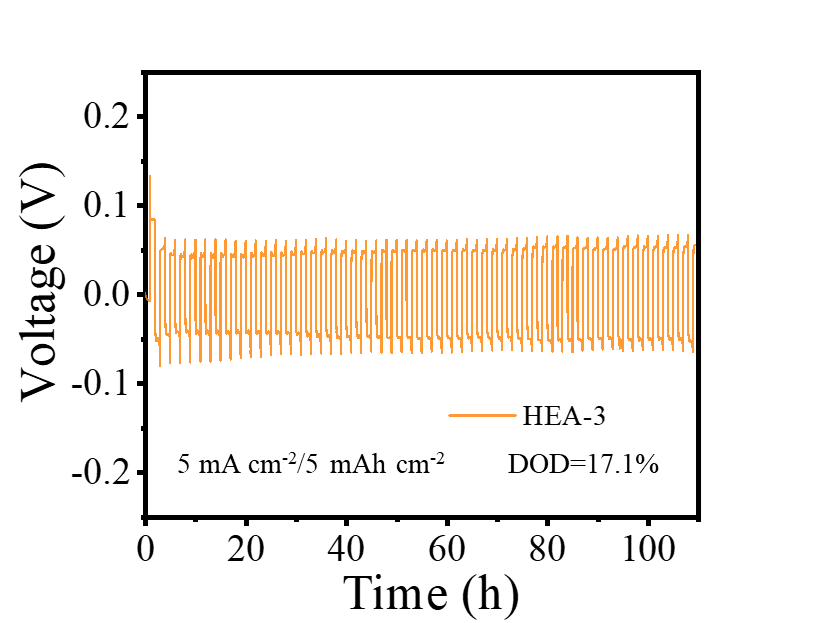 Voltage (V)
0.2
0.1
0.0
-0.1
-0.2
HEA-3
5 mA cm⁻²/5 mAh cm⁻² DOD=17.1%
0 20 40 60 80 100
Time (h)